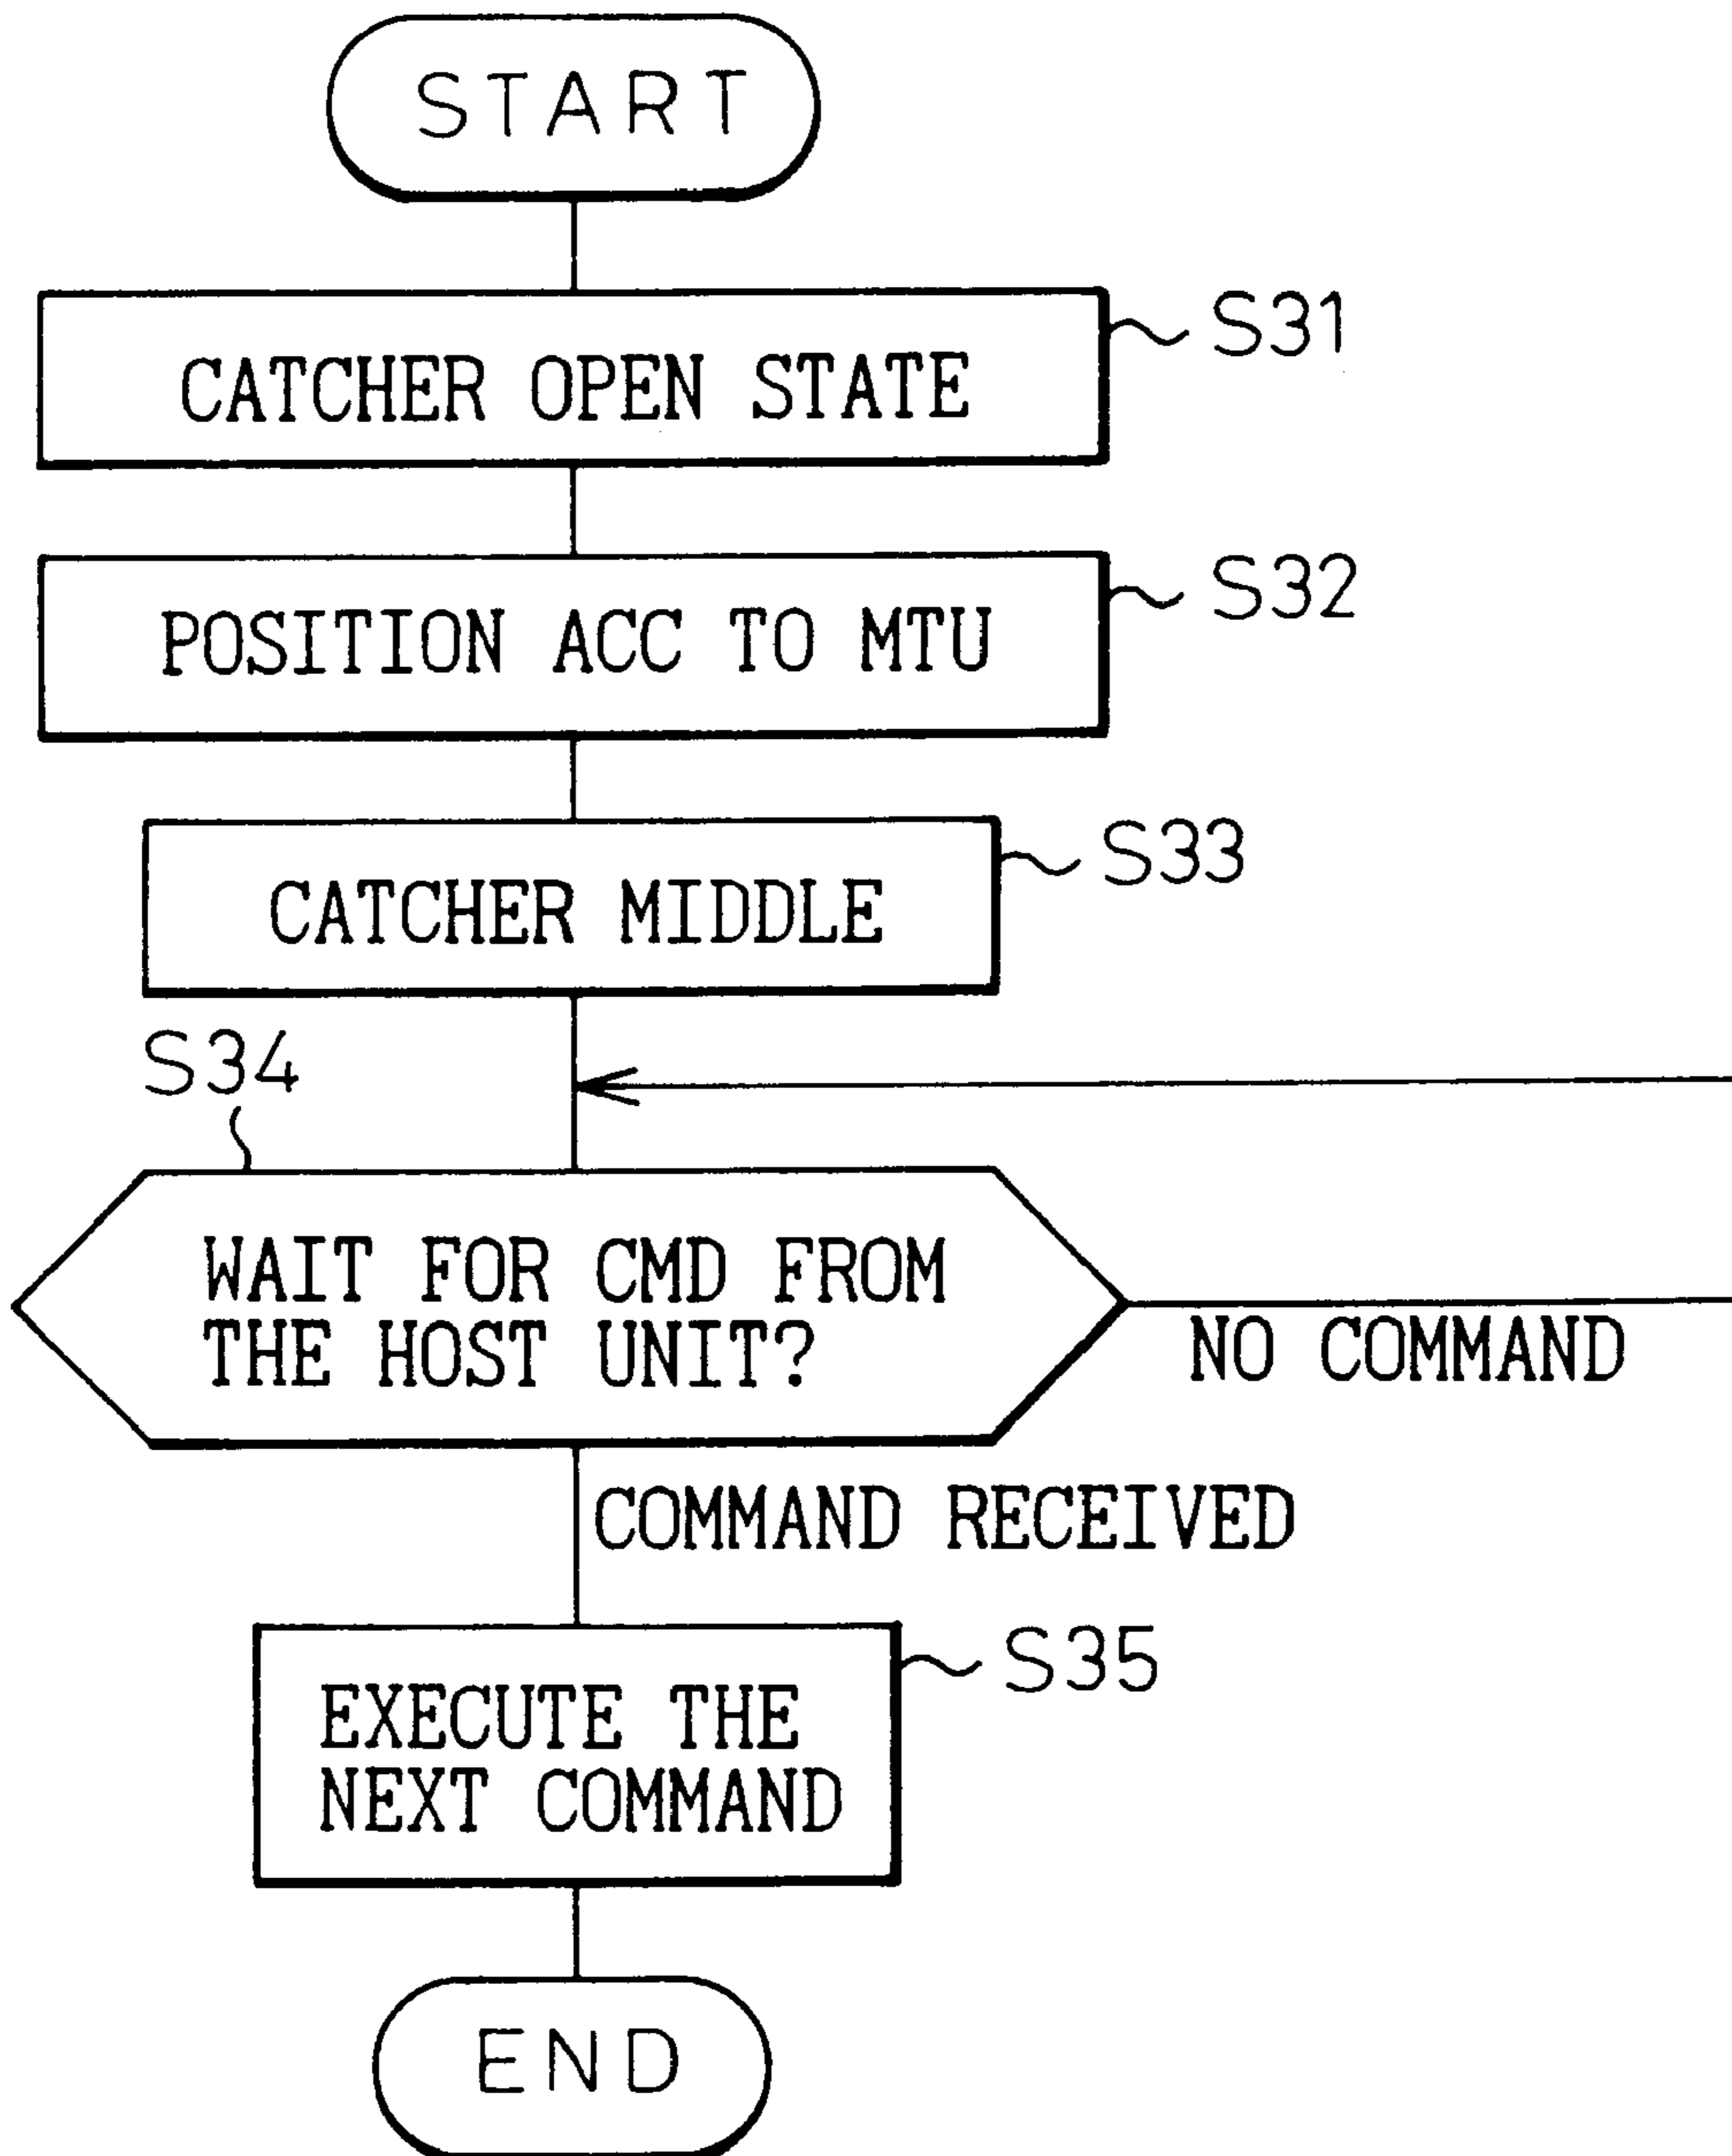 START
CATCHER OPEN STATE
S31
POSITION ACC TO MTU
S32
CATCHER MIDDLE
S33
S34
WAIT FOR CMD FROM
THE HOST UNIT?
NO COMMAND
COMMAND RECEIVED
EXECUTE THE
NEXT COMMAND
S35
END